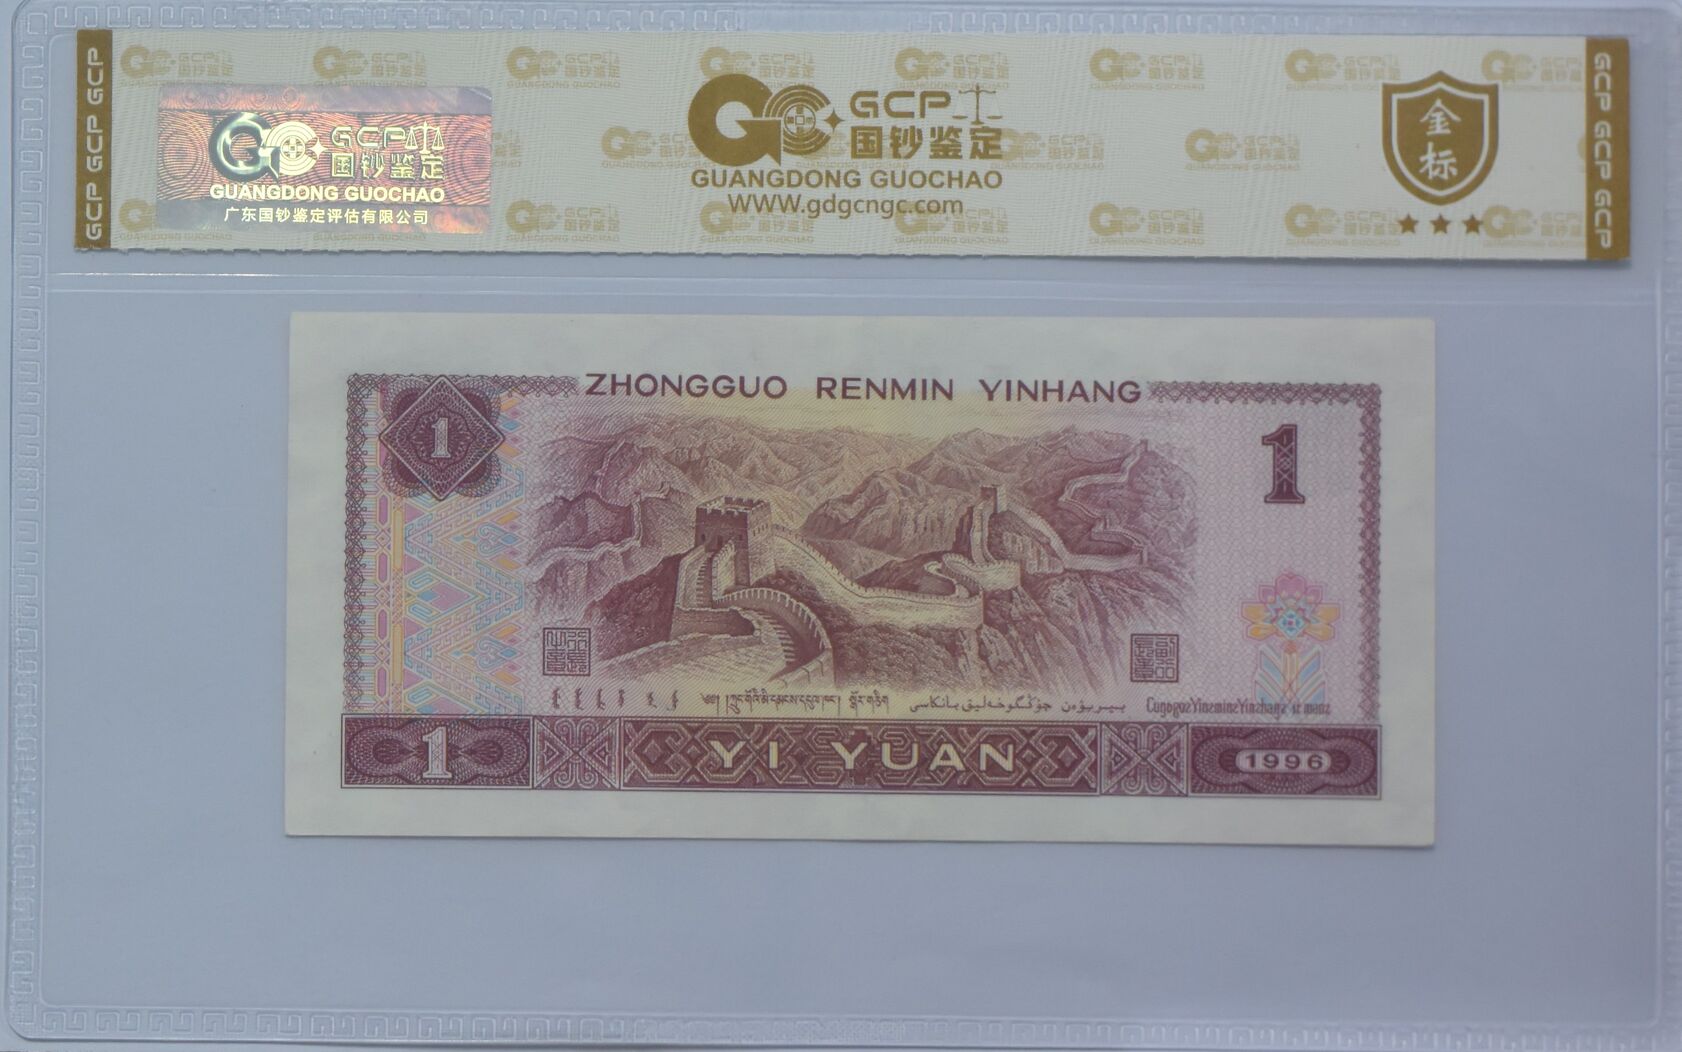 GCP GCP GCP GCP
GCP
国钞鉴定
GUANGDONG GUOCHAO
广东国钞鉴定评估有限公司
GCP
国钞鉴定
GUANGDONG GUOCHAO
WWW.gdgcngc.com
金
标
GCP GCP GCP
ZHONGGUO RENMIN YINHANG
1
1
1 YI YUAN 1996